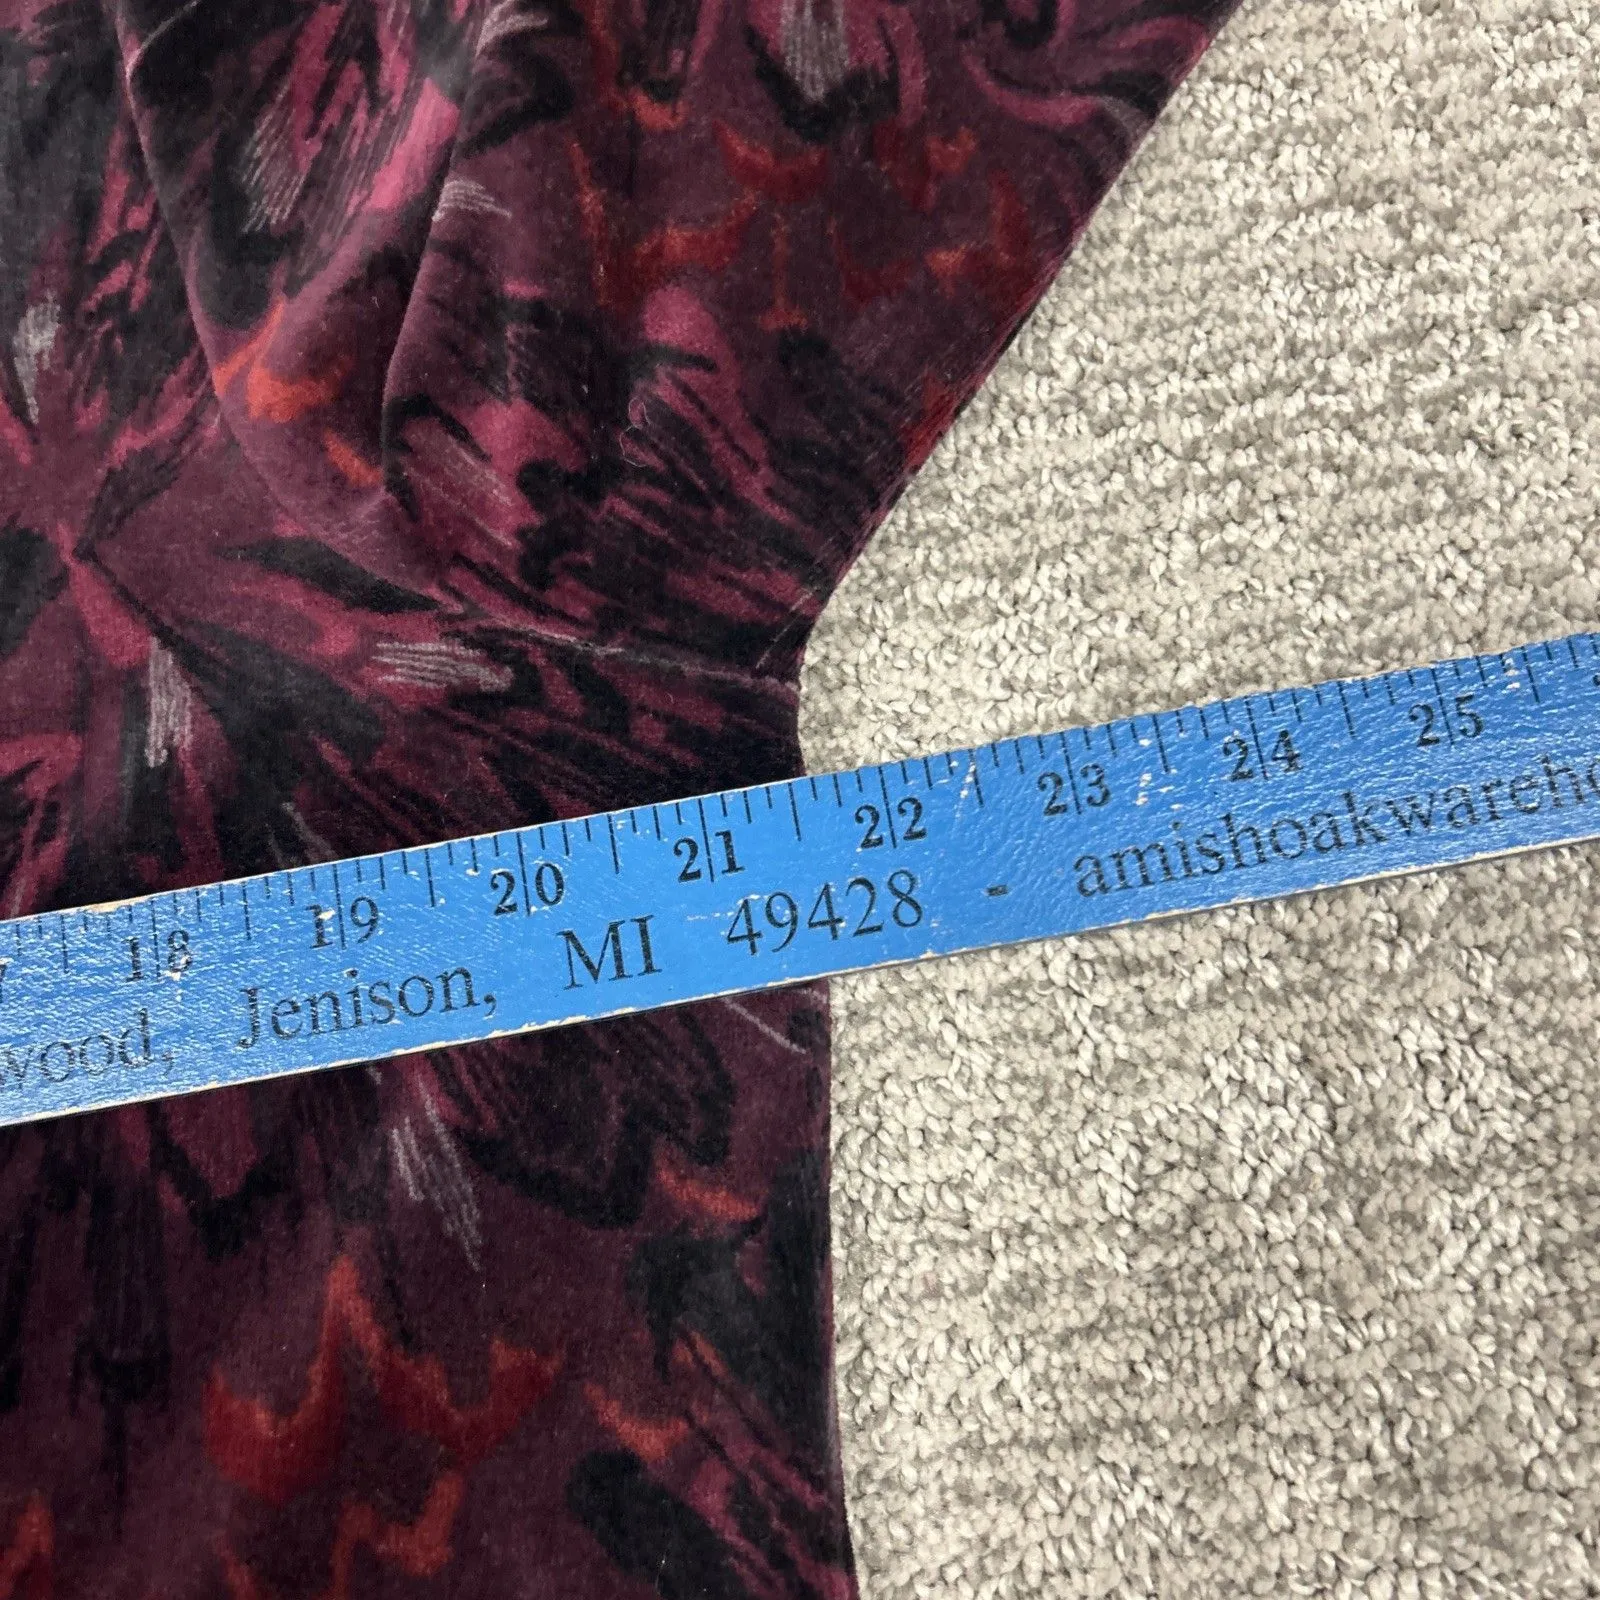 18 19 20 21 22 23 24 25
wood, Jenison, MI 49428 - amishoakwareho